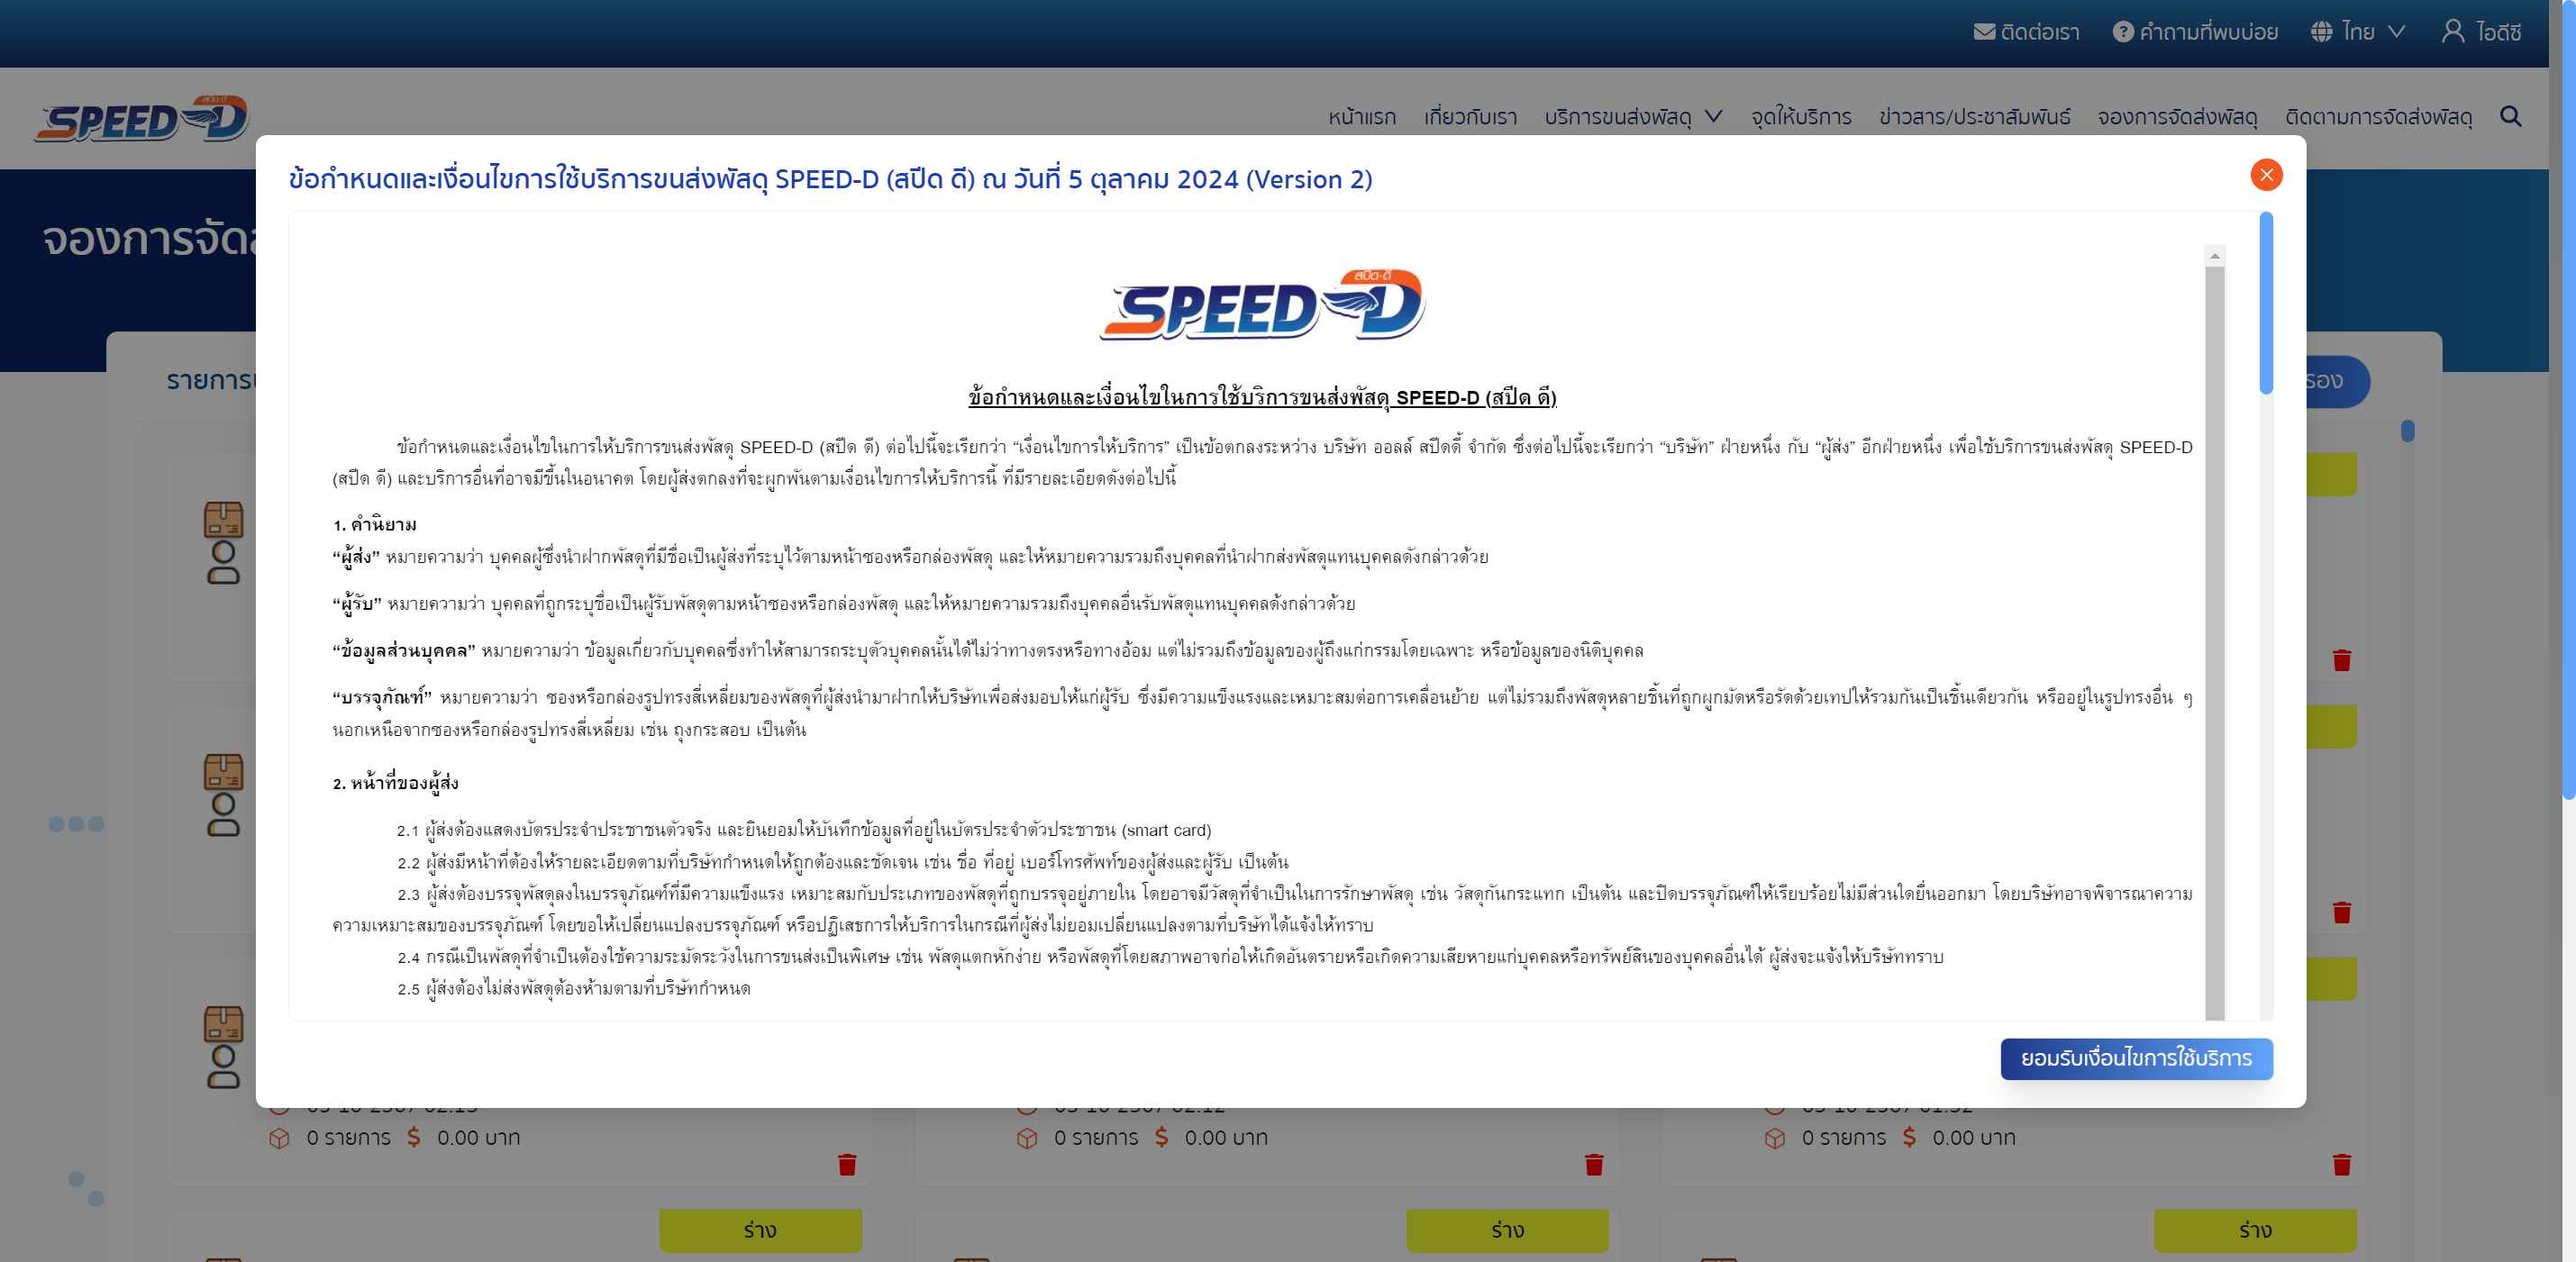 ติดต่อเรา คำถามที่พบบ่อย ไทย ไอดีซี
สปีด-ดี
SPEED-D
หน้าแรก เกี่ยวกับเรา บริการขนส่งพัสดุ จุดให้บริการ ข่าวสาร/ประชาสัมพันธ์ จองการจัดส่งพัสดุ ติดตามการจัดส่งพัสดุ
ข้อกำหนดและเงื่อนไขการใช้บริการขนส่งพัสดุ SPEED-D (สปีด ดี) ณ วันที่ 5 ตุลาคม 2024 (Version 2)
จองการจัดส
สปีด-ดี
SPEED-D
ข้อกำหนดและเงื่อนไขในการใช้บริการขนส่งพัสดุ SPEED-D (สปีด ดี)
ข้อกำหนดและเงื่อนไขในการให้บริการขนส่งพัสดุ SPEED-D (สปีด ดี) ต่อไปนี้จะเรียกว่า “เงื่อนไขการให้บริการ” เป็นข้อตกลงระหว่าง บริษัท ออลล์ สปีดดี้ จำกัด ซึ่งต่อไปนี้จะเรียกว่า “บริษัท” ฝ่ายหนึ่ง กับ “ผู้ส่ง” อีกฝ่ายหนึ่ง เพื่อใช้บริการขนส่งพัสดุ SPEED-D
(สปีด ดี) และบริการอื่นที่อาจมีขึ้นในอนาคต โดยผู้ส่งตกลงที่จะผูกพันตามเงื่อนไขการให้บริการนี้ ที่มีรายละเอียดดังต่อไปนี้
1. คำนิยาม
“ผู้ส่ง” หมายความว่า บุคคลผู้ซึ่งนำฝากพัสดุที่มีชื่อเป็นผู้ส่งที่ระบุไว้ตามหน้าซองหรือกล่องพัสดุ และให้หมายความรวมถึงบุคคลที่นำฝากส่งพัสดุแทนบุคคลดังกล่าวด้วย
“ผู้รับ” หมายความว่า บุคคลที่ถูกระบุชื่อเป็นผู้รับพัสดุตามหน้าซองหรือกล่องพัสดุ และให้หมายความรวมถึงบุคคลอื่นรับพัสดุแทนบุคคลดังกล่าวด้วย
“ข้อมูลส่วนบุคคล” หมายความว่า ข้อมูลเกี่ยวกับบุคคลซึ่งทำให้สามารถระบุตัวบุคคลนั้นได้ไม่ว่าทางตรงหรือทางอ้อม แต่ไม่รวมถึงข้อมูลของผู้ถึงแก่กรรมโดยเฉพาะ หรือข้อมูลของนิติบุคคล
“บรรจุภัณฑ์” หมายความว่า ซองหรือกล่องรูปทรงสี่เหลี่ยมของพัสดุที่ผู้ส่งนำมาฝากให้บริษัทเพื่อส่งมอบให้แก่ผู้รับ ซึ่งมีความแข็งแรงและเหมาะสมต่อการเคลื่อนย้าย แต่ไม่รวมถึงพัสดุหลายชิ้นที่ถูกผูกมัดหรือรัดด้วยเทปให้รวมกันเป็นชิ้นเดียวกัน หรืออยู่ในรูปทรงอื่น ๆ
นอกเหนือจากซองหรือกล่องรูปทรงสี่เหลี่ยม เช่น ถุงกระสอบ เป็นต้น
2. หน้าที่ของผู้ส่ง
2.1 ผู้ส่งต้องแสดงบัตรประจำประชาชนตัวจริง และยินยอมให้บันทึกข้อมูลที่อยู่ในบัตรประจำตัวประชาชน (smart card)
2.2 ผู้ส่งมีหน้าที่ต้องให้รายละเอียดตามที่บริษัทกำหนดให้ถูกต้องและชัดเจน เช่น ชื่อ ที่อยู่ เบอร์โทรศัพท์ของผู้ส่งและผู้รับ เป็นต้น
2.3 ผู้ส่งต้องบรรจุพัสดุลงในบรรจุภัณฑ์ที่มีความแข็งแรง เหมาะสมกับประเภทของพัสดุที่ถูกบรรจุอยู่ภายใน โดยอาจมีวัสดุที่จำเป็นในการรักษาพัสดุ เช่น วัสดุกันกระแทก เป็นต้น และปิดบรรจุภัณฑ์ให้เรียบร้อยไม่มีส่วนใดยื่นออกมา โดยบริษัทอาจพิจารณาความ
ความเหมาะสมของบรรจุภัณฑ์ โดยขอให้เปลี่ยนแปลงบรรจุภัณฑ์ หรือปฏิเสธการให้บริการในกรณีที่ผู้ส่งไม่ยอมเปลี่ยนแปลงตามที่บริษัทได้แจ้งให้ทราบ
2.4 กรณีเป็นพัสดุที่จำเป็นต้องใช้ความระมัดระวังในการขนส่งเป็นพิเศษ เช่น พัสดุแตกหักง่าย หรือพัสดุที่โดยสภาพอาจก่อให้เกิดอันตรายหรือเกิดความเสียหายแก่บุคคลหรือทรัพย์สินของบุคคลอื่นได้ ผู้ส่งจะแจ้งให้บริษัททราบ
2.5 ผู้ส่งต้องไม่ส่งพัสดุต้องห้ามตามที่บริษัทกำหนด
ยอมรับเงื่อนไขการใช้บริการ
0 รายการ 0.00 บาท 0 รายการ 0.00 บาท 0 รายการ 0.00 บาท
ร่าง ร่าง ร่าง